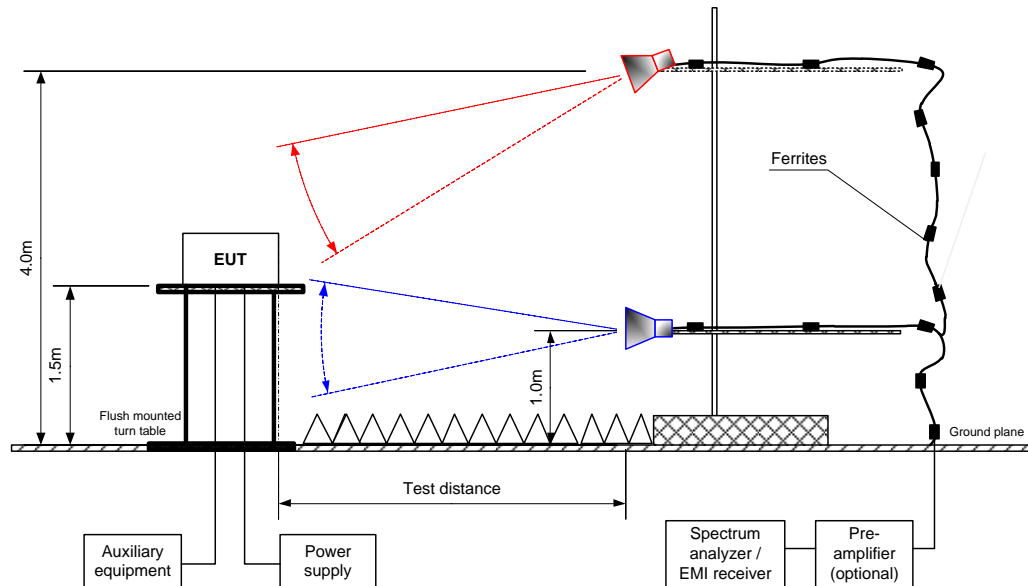 Ferrites
4.0m
EUT
1.5m
1.0m
Flush mounted
turn table
Ground plane
Test distance
Auxiliary
equipment
Power
supply
Spectrum
analyzer /
EMI receiver
Pre-
amplifier
(optional)